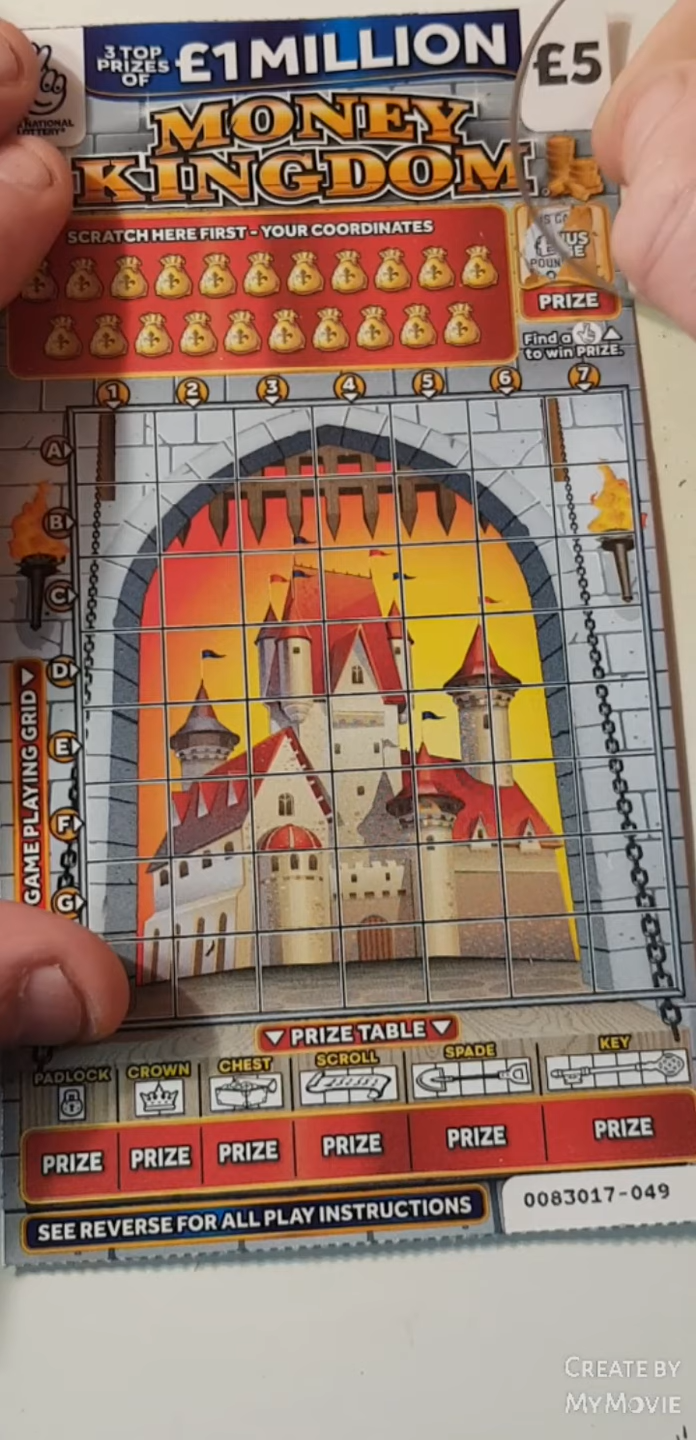 3 TOP PRIZES OF £1 MILLION
£5
NATIONAL LOTTERY®
MONEY
KINGDOM
SCRATCH HERE FIRST - YOUR COORDINATES
PRIZE
Find a
to win PRIZE.
1 2 3 4 5 6 7
A
B
C
D
E
F
G
GAME PLAYING GRID
PRIZE TABLE
PADLOCK CROWN CHEST SCROLL SPADE KEY
PRIZE PRIZE PRIZE PRIZE PRIZE PRIZE
SEE REVERSE FOR ALL PLAY INSTRUCTIONS
0083017-049
CREATE BY
MYMOVIE